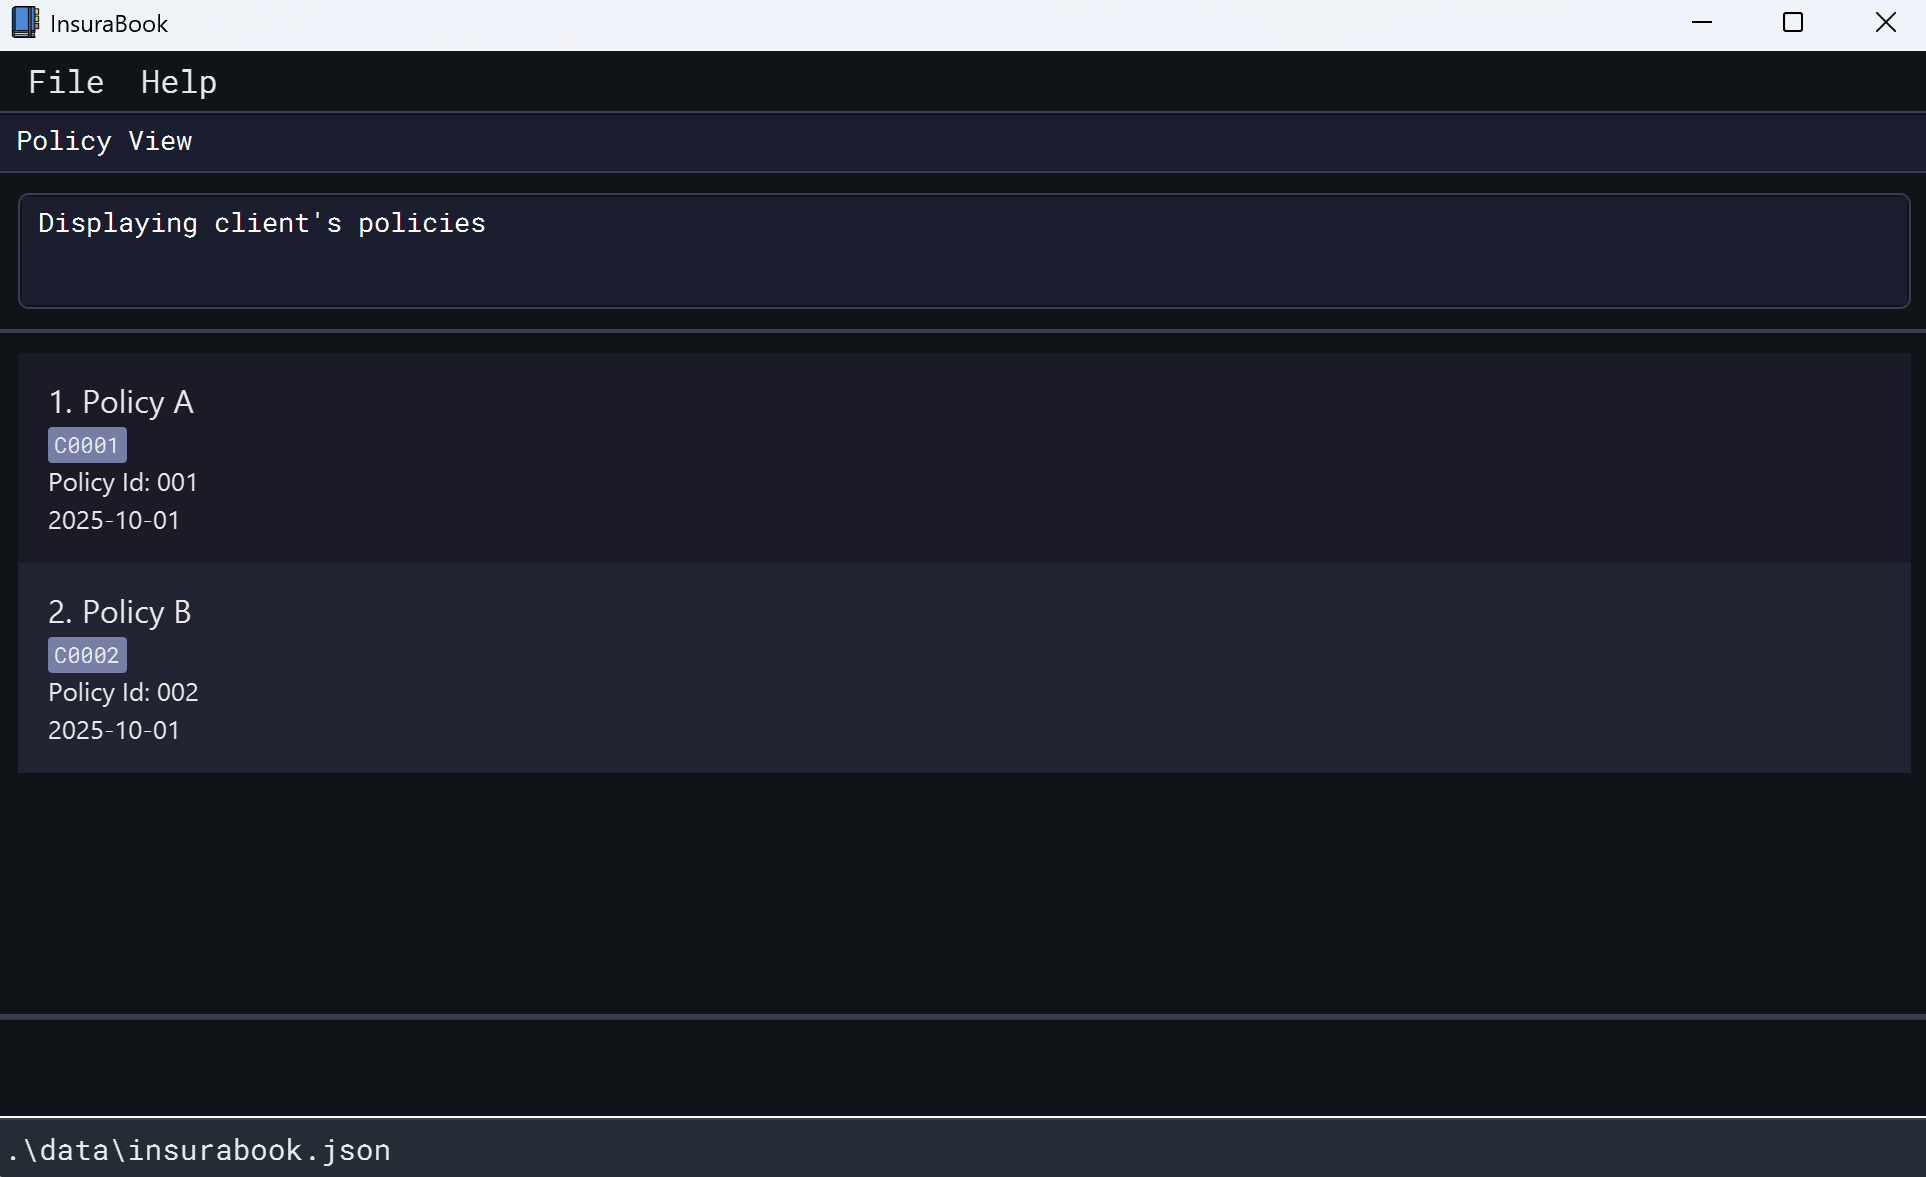 InsuraBook
File Help
Policy View
Displaying client's policies
1. Policy A
C0001
Policy Id: 001
2025-10-01
2. Policy B
C0002
Policy Id: 002
2025-10-01
.\data\insurabook.json